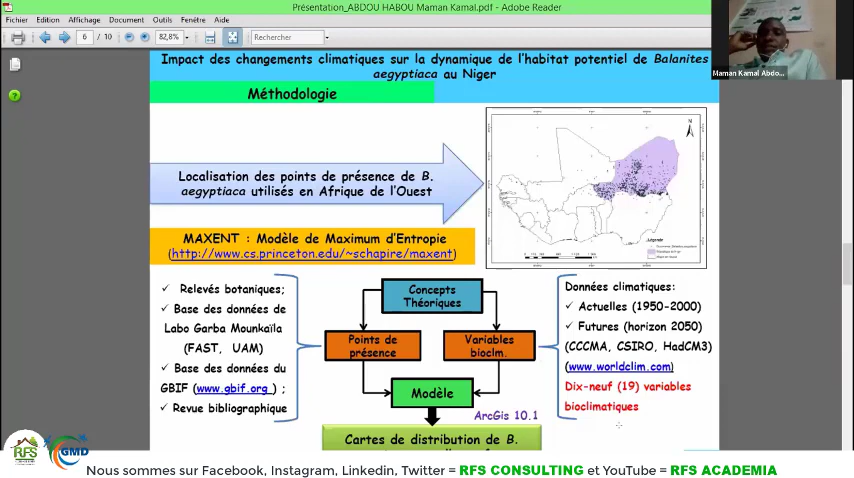 Présentation_ABDOU HABOU Maman Kamal.pdf - Adobe Reader
Fichier Edition Affichage Document Outils Fenêtre Aide
6 / 10 82,8% Rechercher
Maman Kamal Abdo...
Impact des changements climatiques sur la dynamique de l'habitat potentiel de Balanites
aegyptiaca au Niger
Méthodologie
Localisation des points de présence de B.
aegyptiaca utilisés en Afrique de l'Ouest
N
Légende
MAXENT : Modèle de Maximum d'Entropie
(http://www.cs.princeton.edu/~schapire/maxent)
✓ Relevés botaniques;
✓ Base des données de
Labo Garba Mounkaïla
(FAST, UAM)
✓ Base des données du
GBIF (www.gbif.org ) ;
✓ Revue bibliographique
Concepts
Théoriques
Points de
présence
Variables
bioclm.
Modèle
ArcGis 10.1
Cartes de distribution de B.
Données climatiques:
✓ Actuelles (1950-2000)
✓ Futures (horizon 2050)
(CCCMA, CSIRO, HadCM3)
(www.worldclim.com)
Dix-neuf (19) variables
bioclimatiques
RFS
GMD
Nous sommes sur Facebook, Instagram, Linkedin, Twitter = RFS CONSULTING et YouTube = RFS ACADEMIA